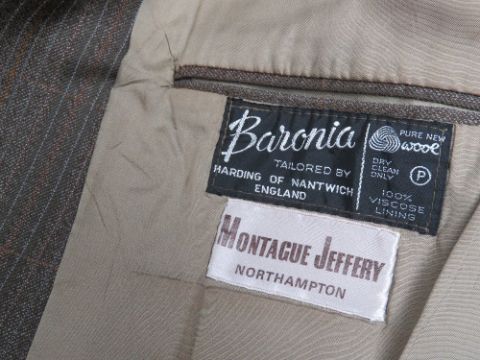 Baronia
TAILORED BY
HARDING OF NANTWICH
ENGLAND
PURE NEW
wool
DRY
CLEAN
ONLY
P
100%
VISCOSE
LINING
MONTAGUE JEFFERY
NORTHAMPTON